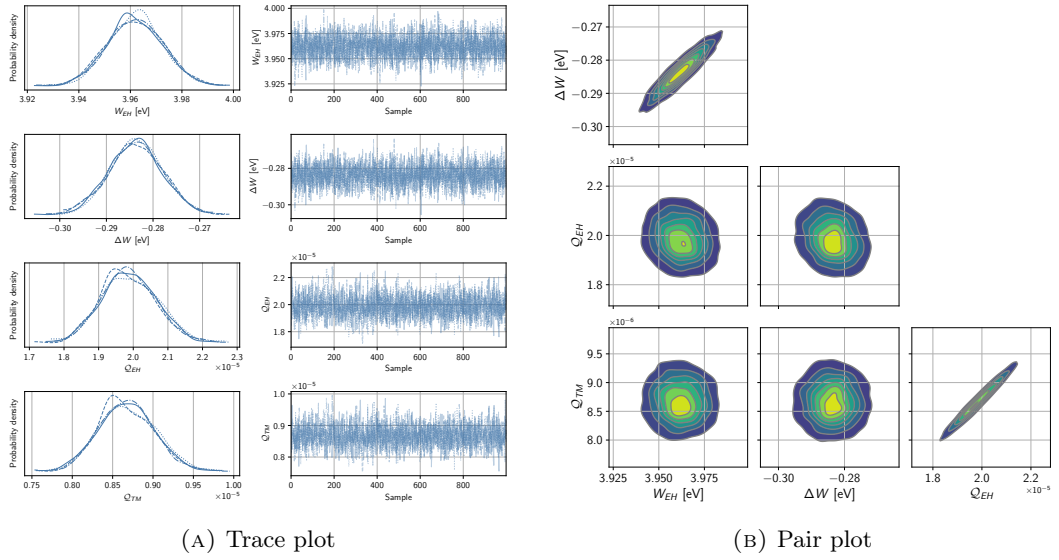 Probability density
3.92 3.94 3.96 3.98 4.00
W_EH [eV]
W_EH [eV]
4.000
3.975
3.950
3.925
0 200 400 600 800
Sample
Probability density
−0.30 −0.29 −0.28 −0.27
ΔW [eV]
ΔW [eV]
−0.28
−0.30
0 200 400 600 800
Sample
Probability density
1.7 1.8 1.9 2.0 2.1 2.2 2.3
×10⁻⁵
Q_EH
×10⁻⁵
Q_EH
2.2
2.0
1.8
1.7
0 200 400 600 800
Sample
Probability density
0.75 0.80 0.85 0.90 0.95 1.00
×10⁻⁵
Q_TM
×10⁻⁵
Q_TM
1.0
0.9
0.8
0 200 400 600 800
Sample
(A) Trace plot
ΔW [eV]
−0.27
−0.28
−0.29
−0.30
×10⁻⁵
Q_EH
2.2
2.0
1.8
×10⁻⁶
Q_TM
9.5
9.0
8.5
8.0
3.925 3.950 3.975
W_EH [eV]
−0.30 −0.28
ΔW [eV]
1.8 2.0 2.2
×10⁻⁵
Q_EH
(B) Pair plot